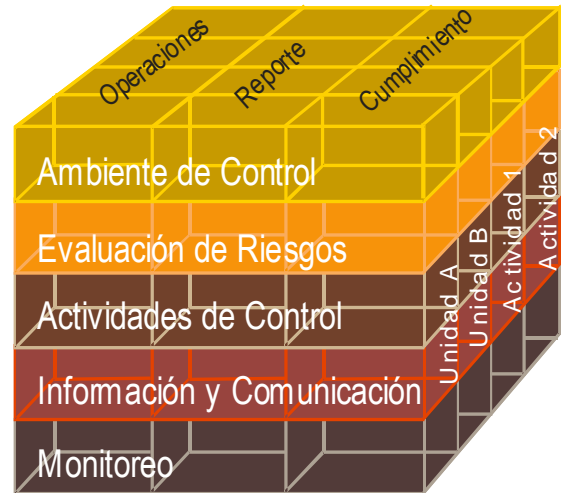 Operaciones
Reporte
Cumplimiento
Ambiente de Control
Evaluación de Riesgos
Actividades de Control
Información y Comunicación
Monitoreo
Unidad A
Unidad B
Actividad 1
Actividad 2